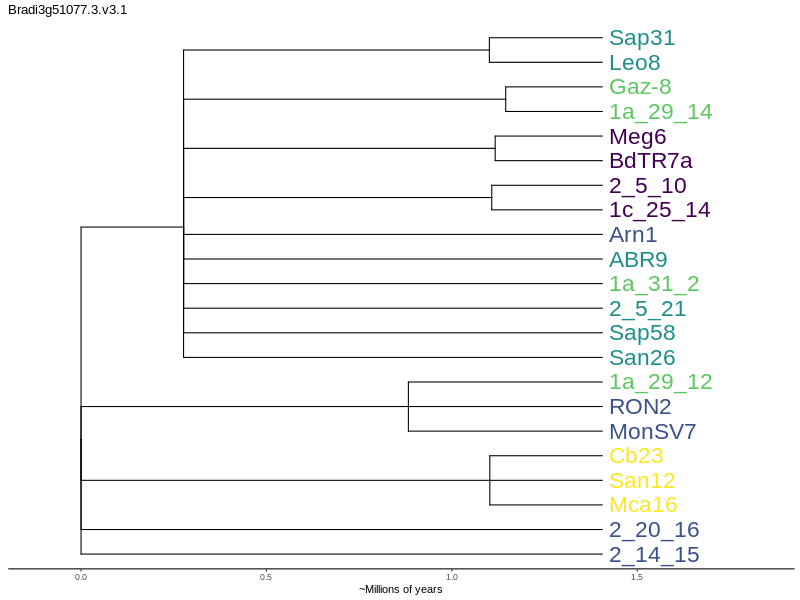 Bradi3g51077.3.v3.1
Sap31
Leo8
Gaz-8
1a_29_14
Meg6
BdTR7a
2_5_10
1c_25_14
Arn1
ABR9
1a_31_2
2_5_21
Sap58
San26
1a_29_12
RON2
MonSV7
Cb23
San12
Mca16
2_20_16
2_14_15
0.0 0.5 1.0 1.5
~Millions of years